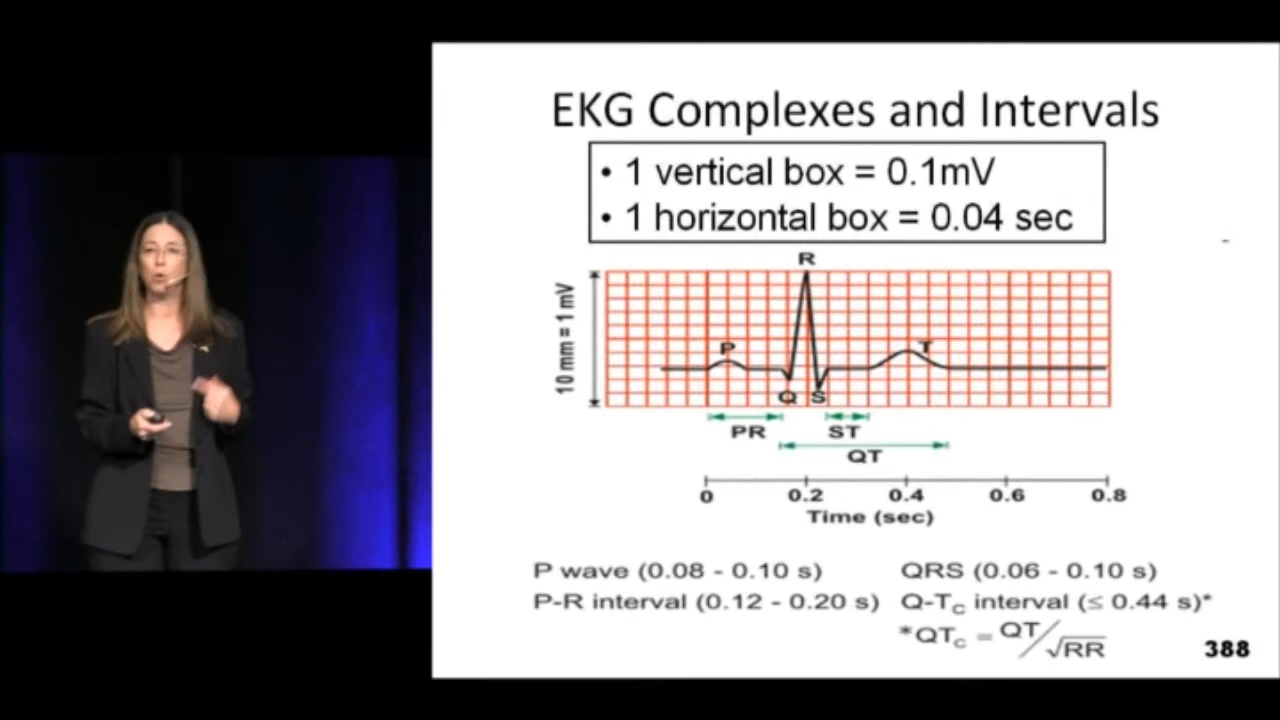 EKG Complexes and Intervals
• 1 vertical box = 0.1mV
• 1 horizontal box = 0.04 sec
R
10 mm = 1 mV
P
T
Q
S
PR
ST
QT
0 0.2 0.4 0.6 0.8
Time (sec)
P wave (0.08 - 0.10 s) QRS (0.06 - 0.10 s)
P-R interval (0.12 - 0.20 s) Q-Tc interval (≤ 0.44 s)*
*QTc = QT/√RR
388